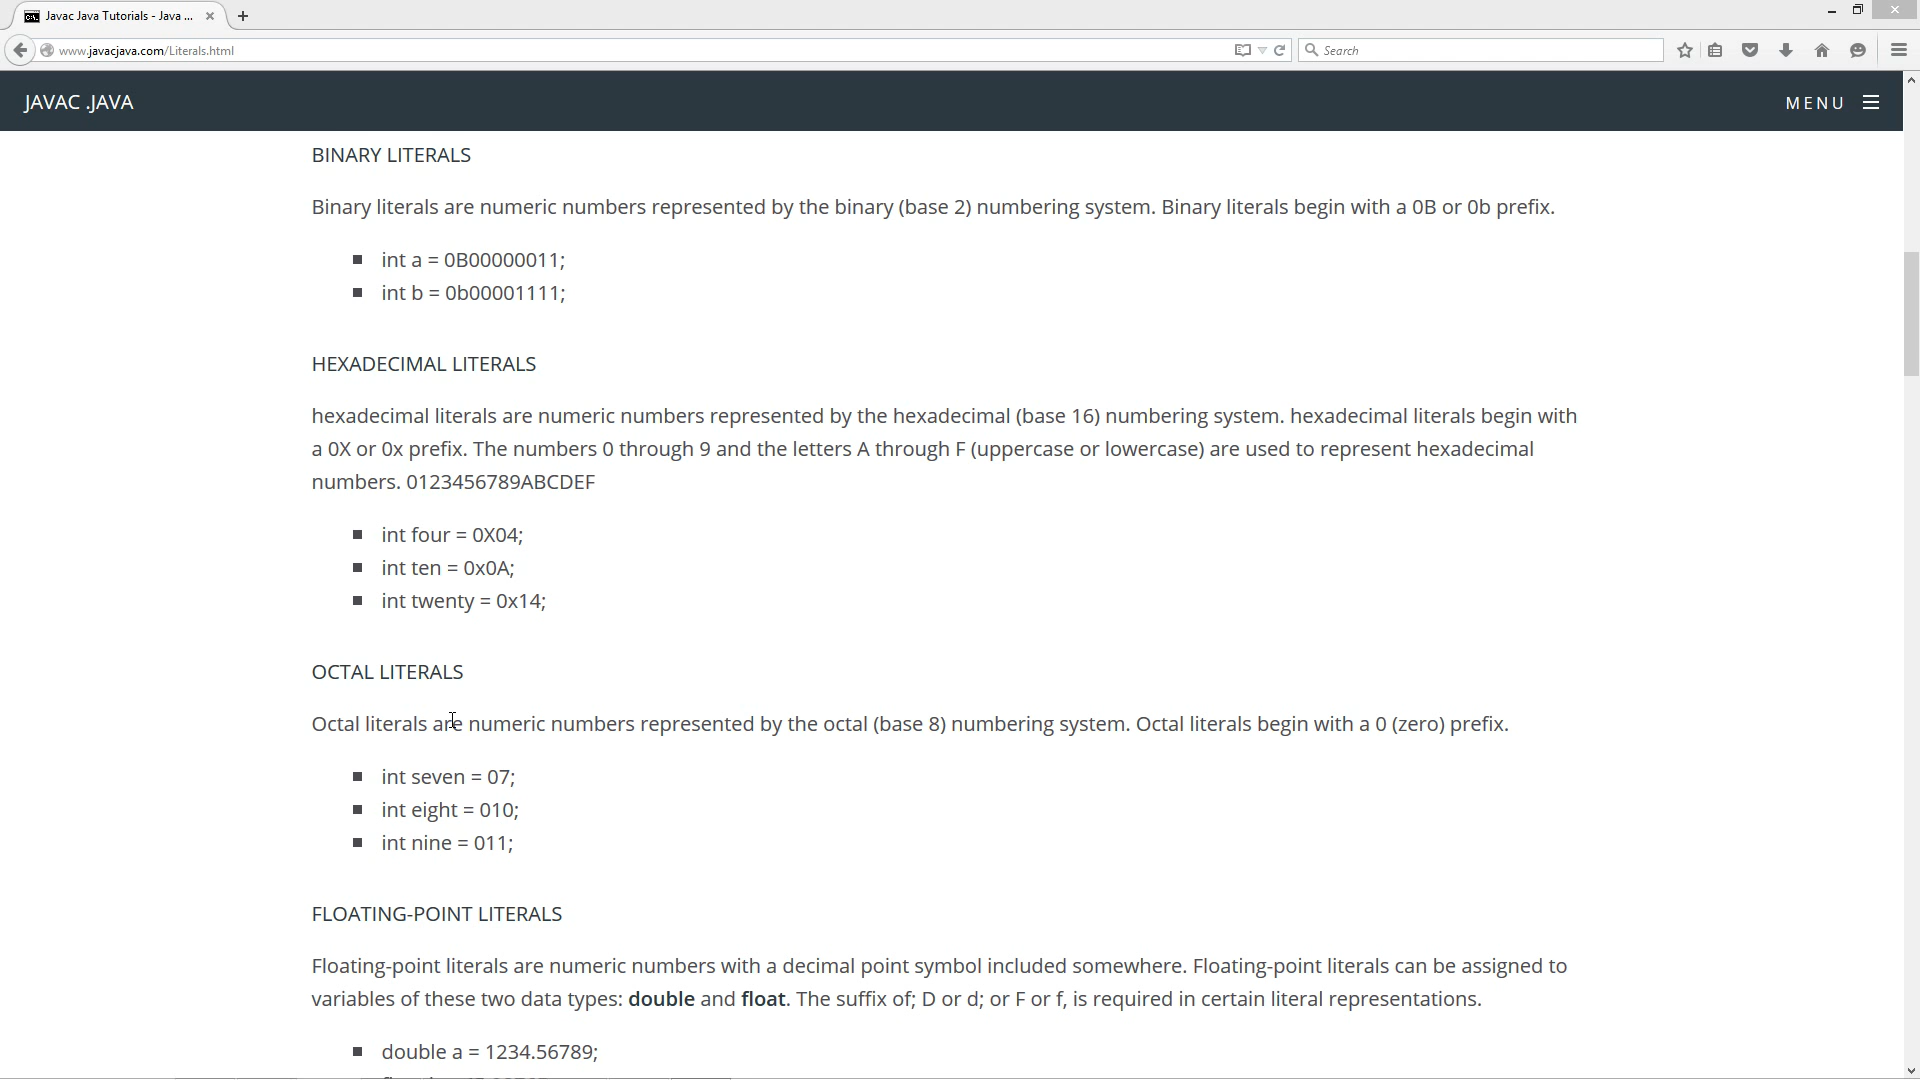 Javac Java Tutorials - Java ...
www.javacjava.com/Literals.html
Search
JAVAC .JAVA
MENU
BINARY LITERALS
Binary literals are numeric numbers represented by the binary (base 2) numbering system. Binary literals begin with a 0B or 0b prefix.
int a = 0B00000011;
int b = 0b00001111;
HEXADECIMAL LITERALS
hexadecimal literals are numeric numbers represented by the hexadecimal (base 16) numbering system. hexadecimal literals begin with
a 0X or 0x prefix. The numbers 0 through 9 and the letters A through F (uppercase or lowercase) are used to represent hexadecimal
numbers. 0123456789ABCDEF
int four = 0X04;
int ten = 0x0A;
int twenty = 0x14;
OCTAL LITERALS
Octal literals are numeric numbers represented by the octal (base 8) numbering system. Octal literals begin with a 0 (zero) prefix.
int seven = 07;
int eight = 010;
int nine = 011;
FLOATING-POINT LITERALS
Floating-point literals are numeric numbers with a decimal point symbol included somewhere. Floating-point literals can be assigned to
variables of these two data types: double and float. The suffix of; D or d; or F or f, is required in certain literal representations.
double a = 1234.56789;